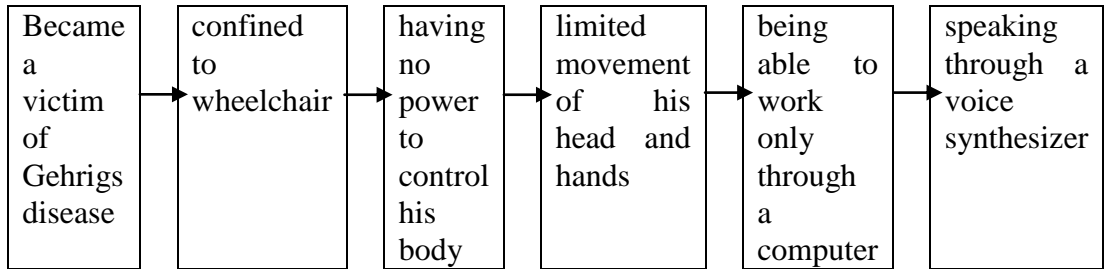 Became
a
victim
of
Gehrigs
disease
confined
to
wheelchair
having
no
power
to
control
his
body
limited
movement
of his
head and
hands
being
able to
work
only
through
a
computer
speaking
through a
voice
synthesizer